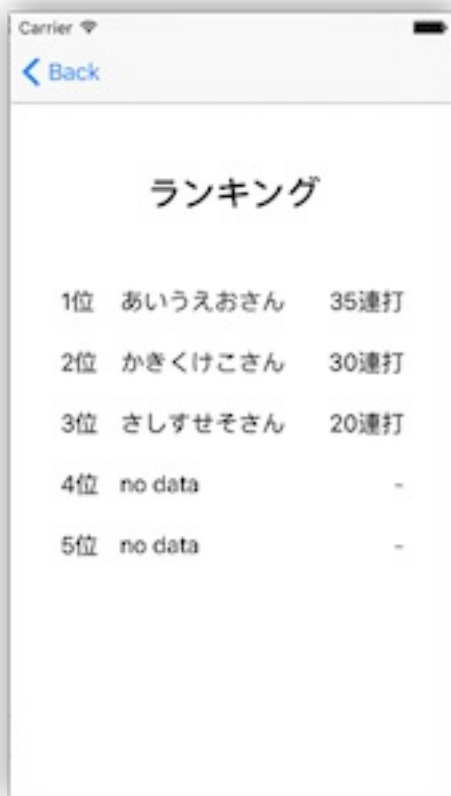 Carrier
Back
ランキング
1位 あいうえおさん 35連打
2位 かきくけこさん 30連打
3位 さしすせそさん 20連打
4位 no data -
5位 no data -